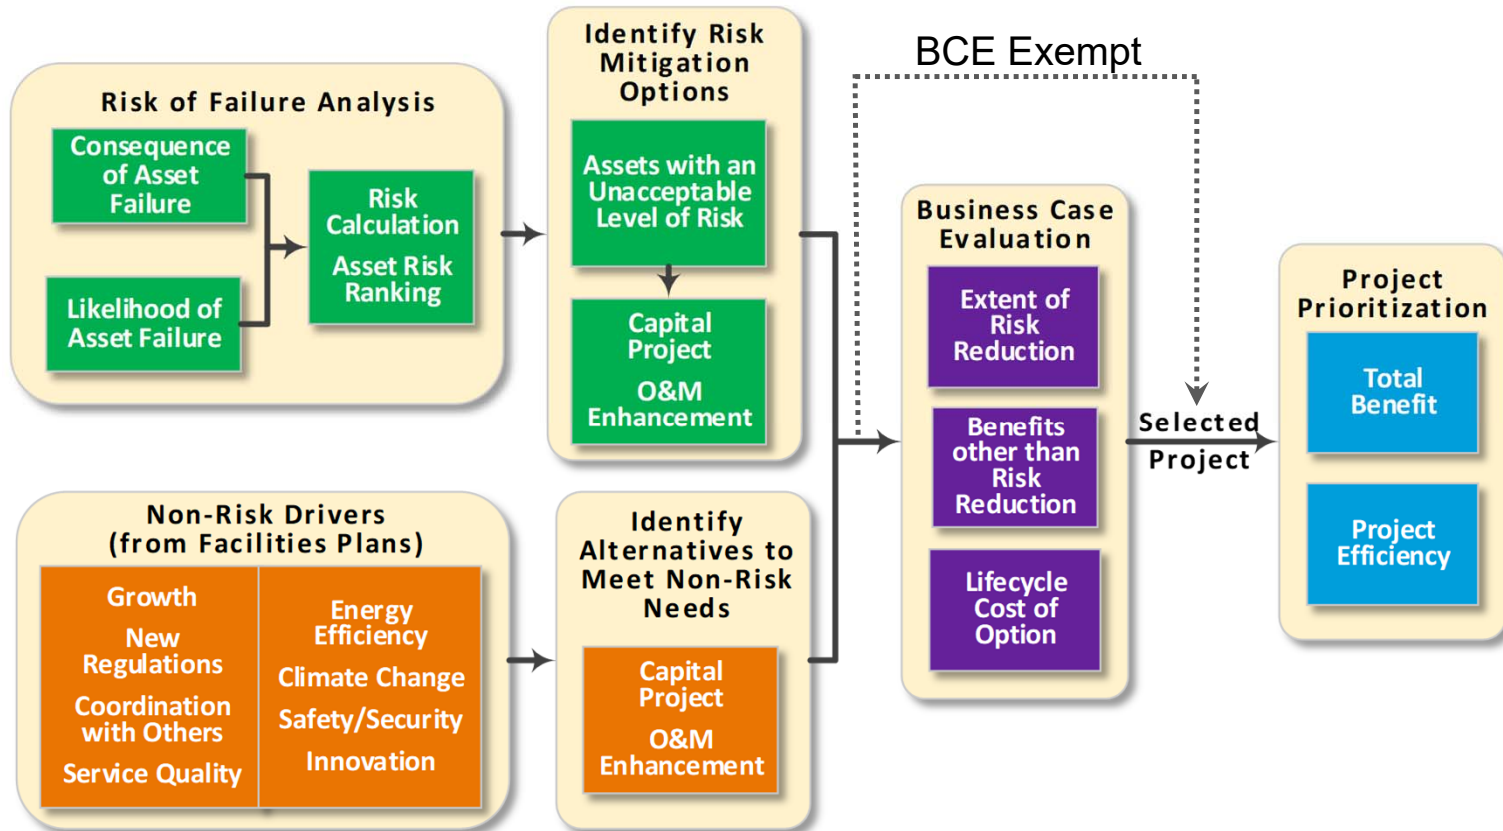 Risk of Failure Analysis
Consequence
of Asset
Failure
Likelihood of
Asset Failure
Risk
Calculation
Asset Risk
Ranking
Identify Risk
Mitigation
Options
Assets with an
Unacceptable
Level of Risk
Capital
Project
O&M
Enhancement
BCE Exempt
Non-Risk Drivers
(from Facilities Plans)
Growth
New
Regulations
Coordination
with Others
Service Quality
Energy
Efficiency
Climate Change
Safety/Security
Innovation
Identify
Alternatives to
Meet Non-Risk
Needs
Capital
Project
O&M
Enhancement
Business Case
Evaluation
Extent of
Risk
Reduction
Benefits
other than
Risk
Reduction
Lifecycle
Cost of
Option
Selected
Project
Project
Prioritization
Total
Benefit
Project
Efficiency